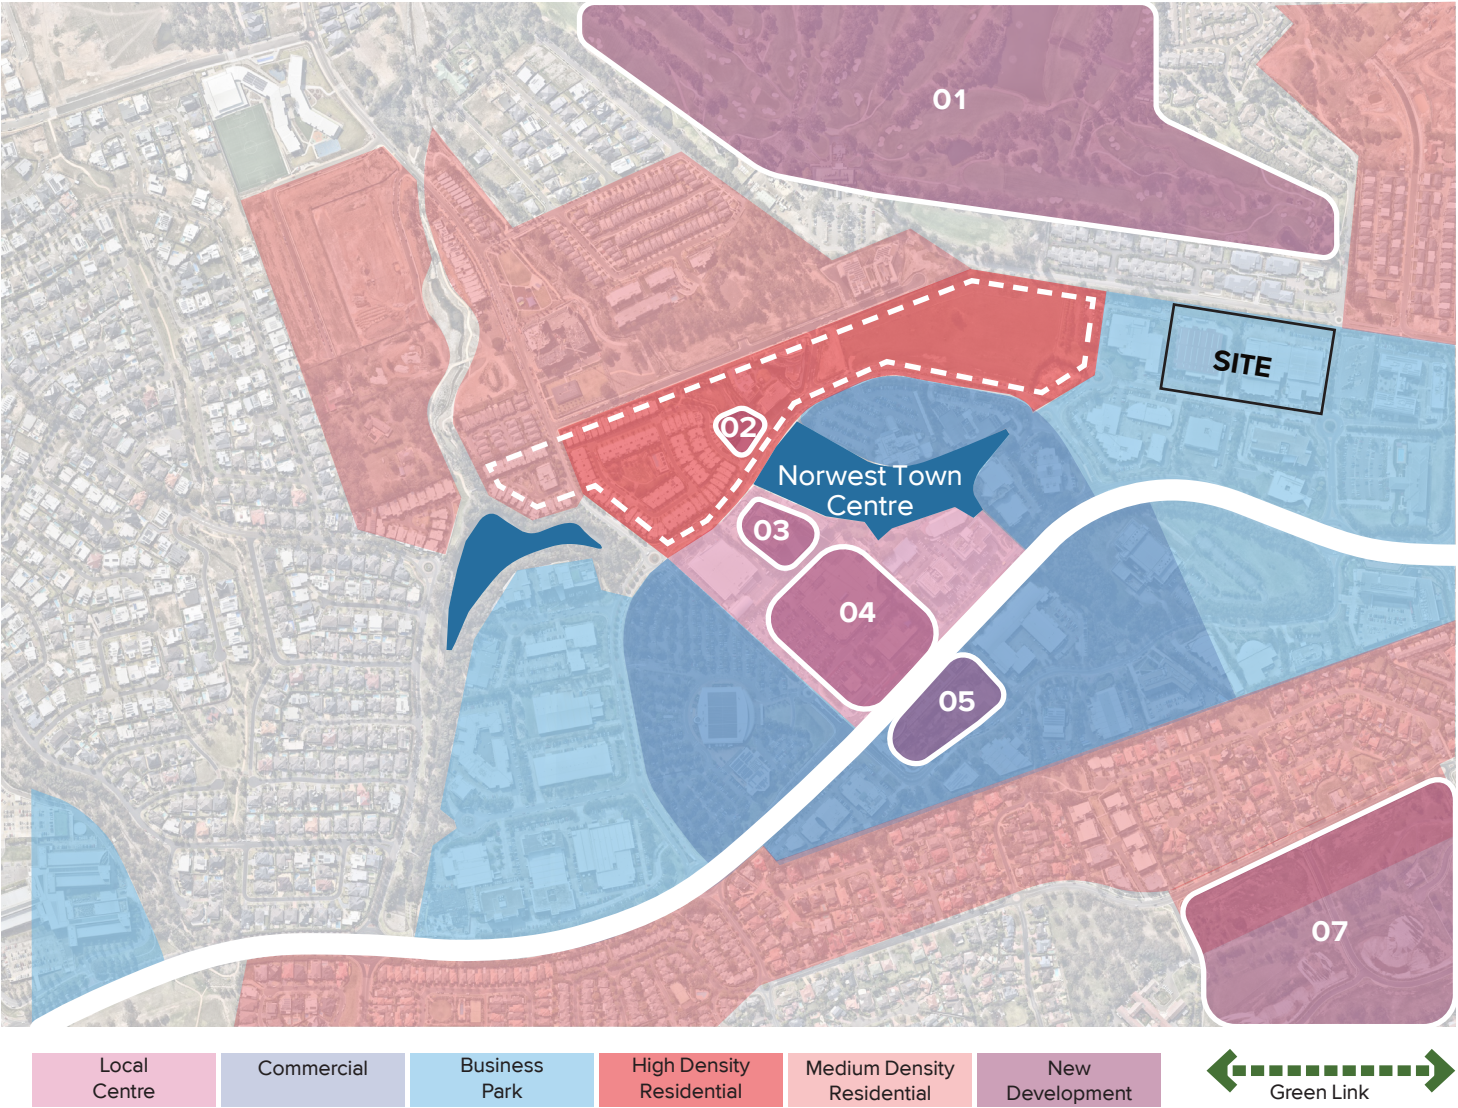 01
SITE
02
Norwest Town
Centre
03
04
05
07
Local
Centre
Commercial
Business
Park
High Density
Residential
Medium Density
Residential
New
Development
Green Link